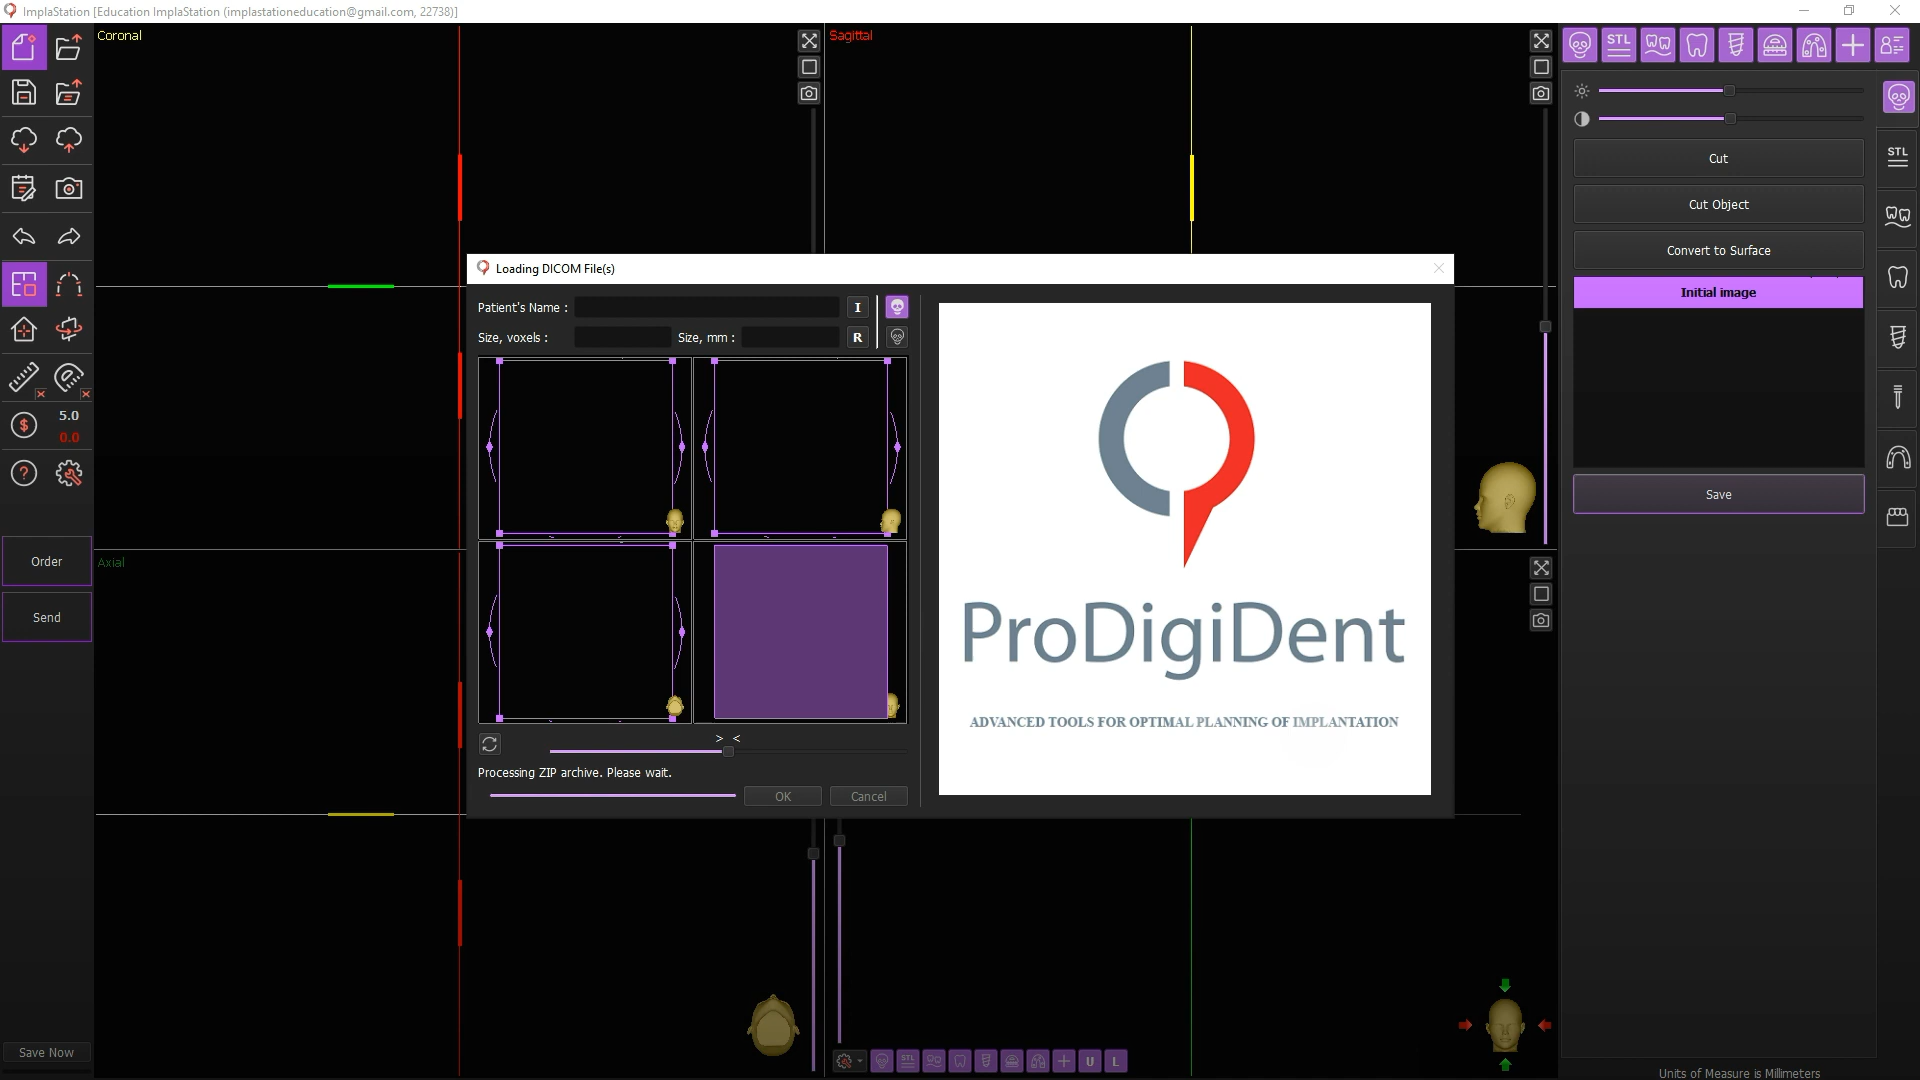 ImplaStation [Education ImplaStation (implastationeducation@gmail.com, 22738)]
Coronal
Sagittal
STL
Cut
Cut Object
Convert to Surface
Initial image
STL
Save
Loading DICOM File(s)
Patient's Name :
I
Size, voxels :
Size, mm :
R
> <
Processing ZIP archive. Please wait.
OK
Cancel
ProDigiDent
ADVANCED TOOLS FOR OPTIMAL PLANNING OF IMPLANTATION
$
5.0
0.0
?
Order
Send
Axial
Save Now
STL
U
L
Units of Measure is Millimeters